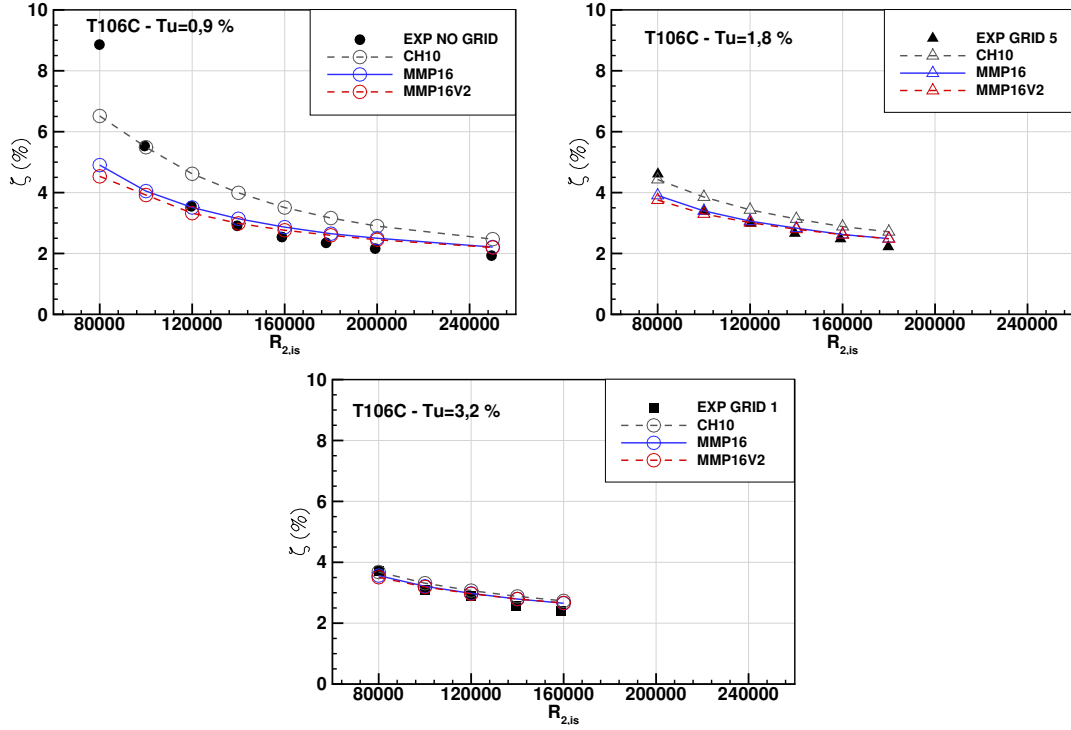 T106C - Tu=0,9 %
EXP NO GRID
CH10
MMP16
MMP16V2
ζ (%)
10
8
6
4
2
0
80000 120000 160000 200000 240000
R2,is
T106C - Tu=1,8 %
EXP GRID 5
CH10
MMP16
MMP16V2
ζ (%)
10
8
6
4
2
0
80000 120000 160000 200000 240000
R2,is
T106C - Tu=3,2 %
EXP GRID 1
CH10
MMP16
MMP16V2
ζ (%)
10
8
6
4
2
0
80000 120000 160000 200000 240000
R2,is